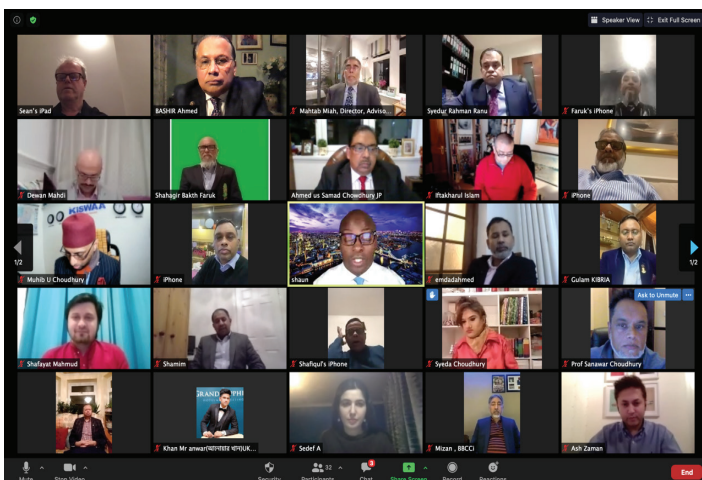 Speaker View
Exit Full Screen
Sean's iPad
BASHIR Ahmed
Mahtab Miah, Director, Adviso...
Syedur Rahman Ranu
Faruk's iPhone
Dewan Mahdi
Shahagir Bakth Faruk
Ahmed us Samad Chowdhury JP
Iftakharul Islam
iPhone
KISWAA
1/2
Muhib U Choudhury
iPhone
shaun
emdadahmed
Gulam KIBRIA
1/2
Ask to Unmute
Shafayat Mahmud
Shamim
Shafiqul's iPhone
Syeda Choudhury
Prof Sanawar Choudhury
GRAND
Khan Mr anwar(আনোয়ার খান)UK...
Sedef A
Mizan , BBCCI
Ash Zaman
Mute
Stop Video
Security
Participants
32
Chat
3
Share Screen
Record
Reactions
End